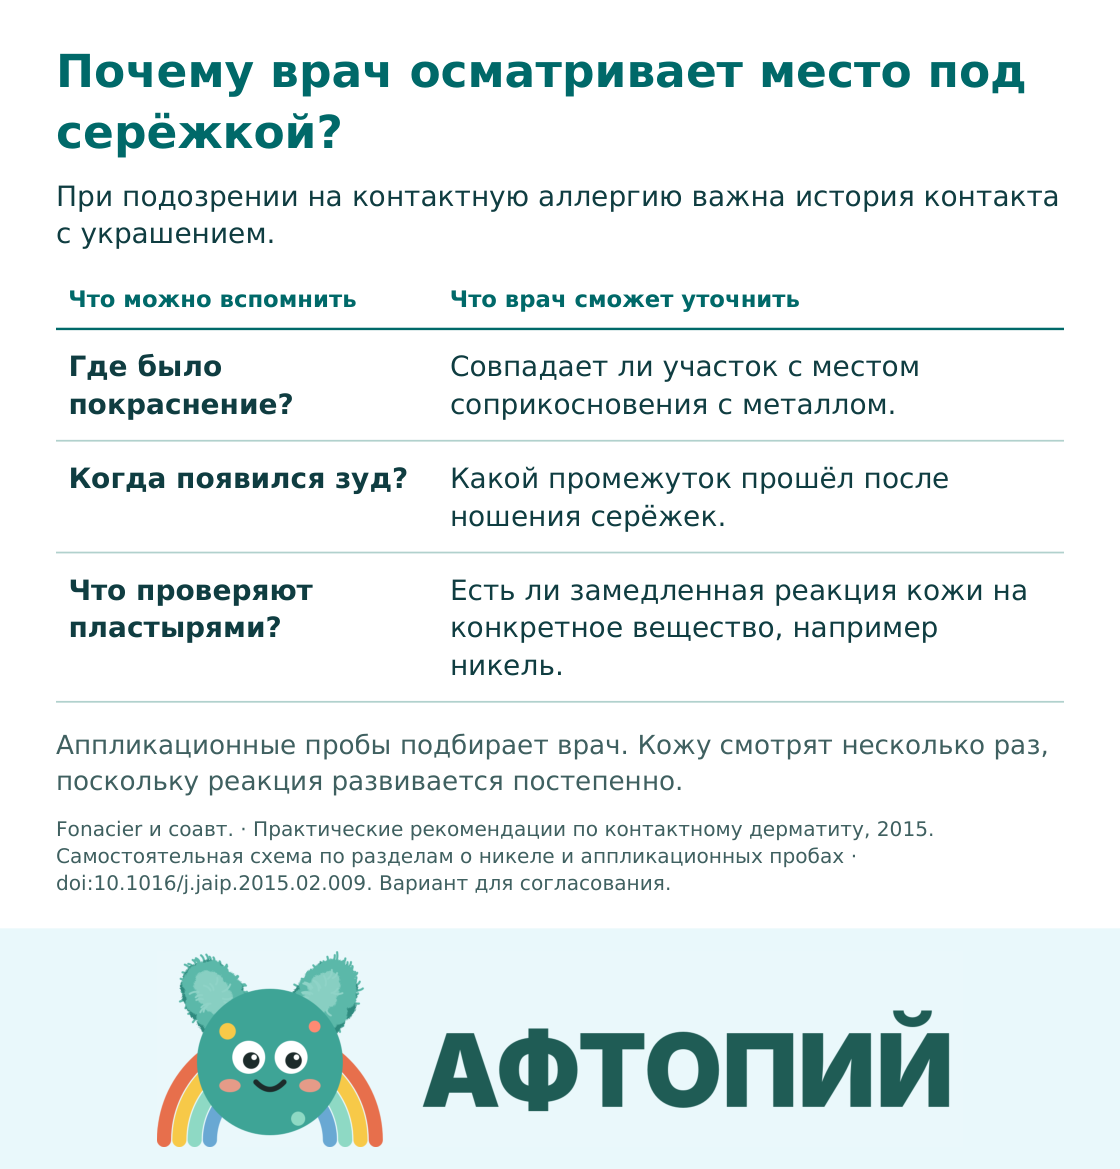 Почему врач осматривает место под
серёжкой?
При подозрении на контактную аллергию важна история контакта
с украшением.
Что можно вспомнить
Что врач сможет уточнить
Где было
покраснение?
Совпадает ли участок с местом
соприкосновения с металлом.
Когда появился зуд?
Какой промежуток прошёл после
ношения серёжек.
Что проверяют
пластырями?
Есть ли замедленная реакция кожи на
конкретное вещество, например
никель.
Аппликационные пробы подбирает врач. Кожу смотрят несколько раз,
поскольку реакция развивается постепенно.
Fonacier и соавт. · Практические рекомендации по контактному дерматиту, 2015.
Самостоятельная схема по разделам о никеле и аппликационных пробах ·
doi:10.1016/j.jaip.2015.02.009. Вариант для согласования.
АФТОПИЙ